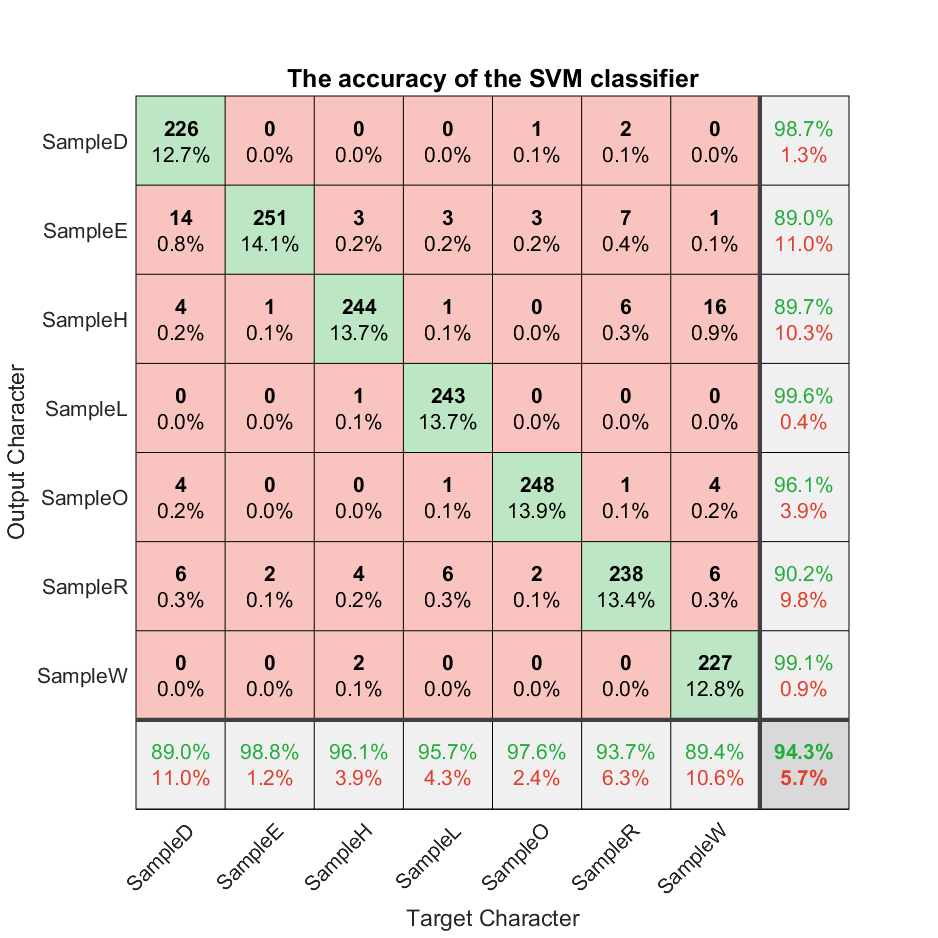 The accuracy of the SVM classifier
SampleD 226 0 0 0 1 2 0 98.7%
12.7% 0.0% 0.0% 0.0% 0.1% 0.1% 0.0% 1.3%
SampleE 14 251 3 3 3 7 1 89.0%
0.8% 14.1% 0.2% 0.2% 0.2% 0.4% 0.1% 11.0%
SampleH 4 1 244 1 0 6 16 89.7%
0.2% 0.1% 13.7% 0.1% 0.0% 0.3% 0.9% 10.3%
SampleL 0 0 1 243 0 0 0 99.6%
0.0% 0.0% 0.1% 13.7% 0.0% 0.0% 0.0% 0.4%
SampleO 4 0 0 1 248 1 4 96.1%
0.2% 0.0% 0.0% 0.1% 13.9% 0.1% 0.2% 3.9%
SampleR 6 2 4 6 2 238 6 90.2%
0.3% 0.1% 0.2% 0.3% 0.1% 13.4% 0.3% 9.8%
SampleW 0 0 2 0 0 0 227 99.1%
0.0% 0.0% 0.1% 0.0% 0.0% 0.0% 12.8% 0.9%
89.0% 98.8% 96.1% 95.7% 97.6% 93.7% 89.4% 94.3%
11.0% 1.2% 3.9% 4.3% 2.4% 6.3% 10.6% 5.7%
SampleD SampleE SampleH SampleL SampleO SampleR SampleW
Target Character
Output Character